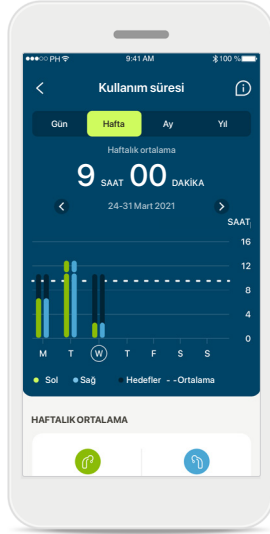 PH 9:41 AM 100 %
Kullanım süresi
Gün Hafta Ay Yıl
Haftalık ortalama
9 SAAT 00 DAKİKA
24-31 Mart 2021
SAAT
16
12
8
4
0
M T W T F S S
Sol Sağ Hedefler - -Ortalama
HAFTALIK ORTALAMA